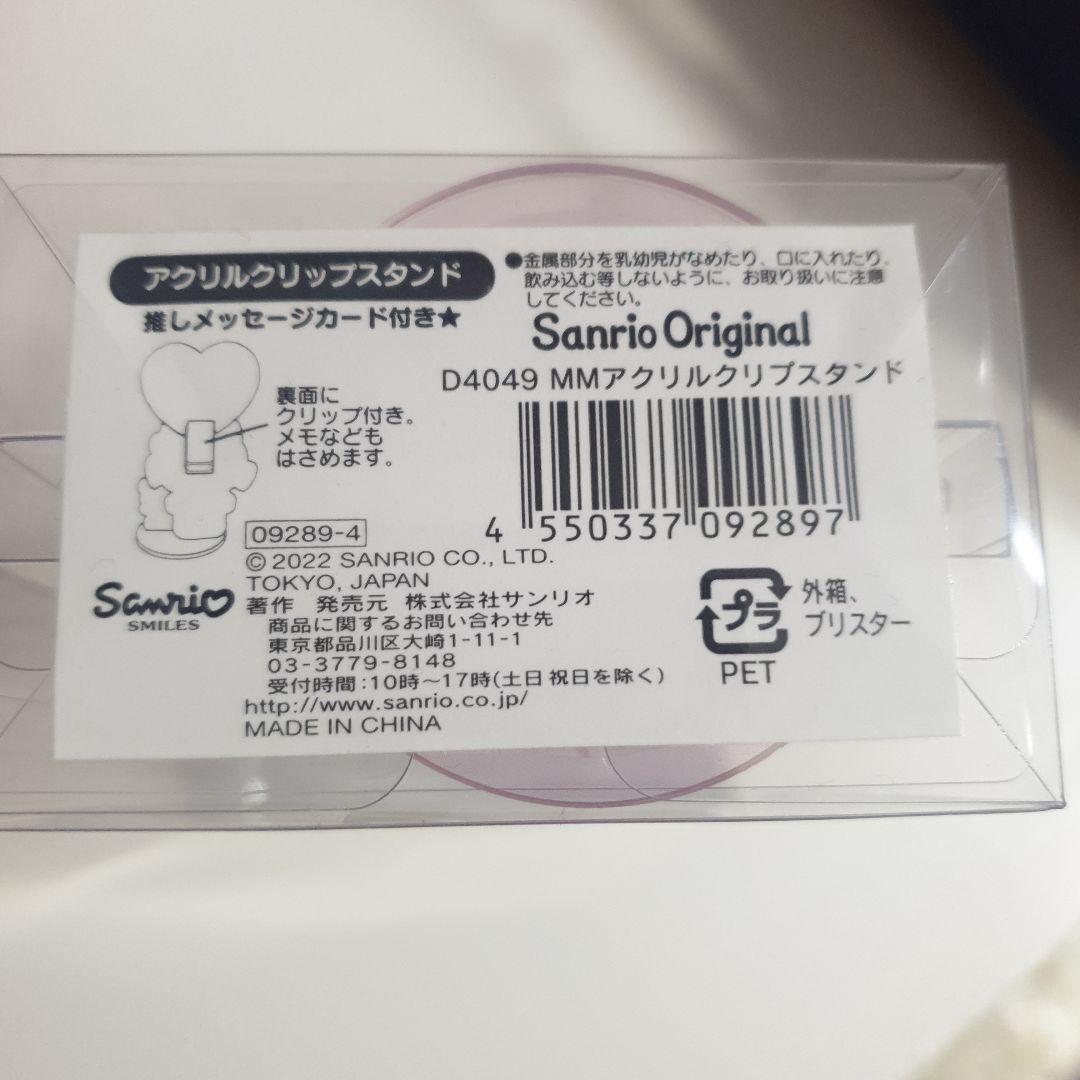 アクリルクリップスタンド
推しメッセージカード付き★
裏面に
クリップ付き。
メモなども
はさめます。
●金属部分を乳幼児がなめたり、口に入れたり、
飲み込む等しないように、お取り扱いに注意
してください。
Sanrio Original
D4049 MMアクリルクリプスタンド
4 550337 092897
09289-4
© 2022 SANRIO CO., LTD.
TOKYO, JAPAN
Sanrio
SMILES
著作 発売元 株式会社サンリオ
商品に関するお問い合わせ先
東京都品川区大崎1-11-1
03-3779-8148
受付時間:10時～17時(土日祝日を除く)
http://www.sanrio.co.jp/
MADE IN CHINA
プラ
PET
外箱、
ブリスター